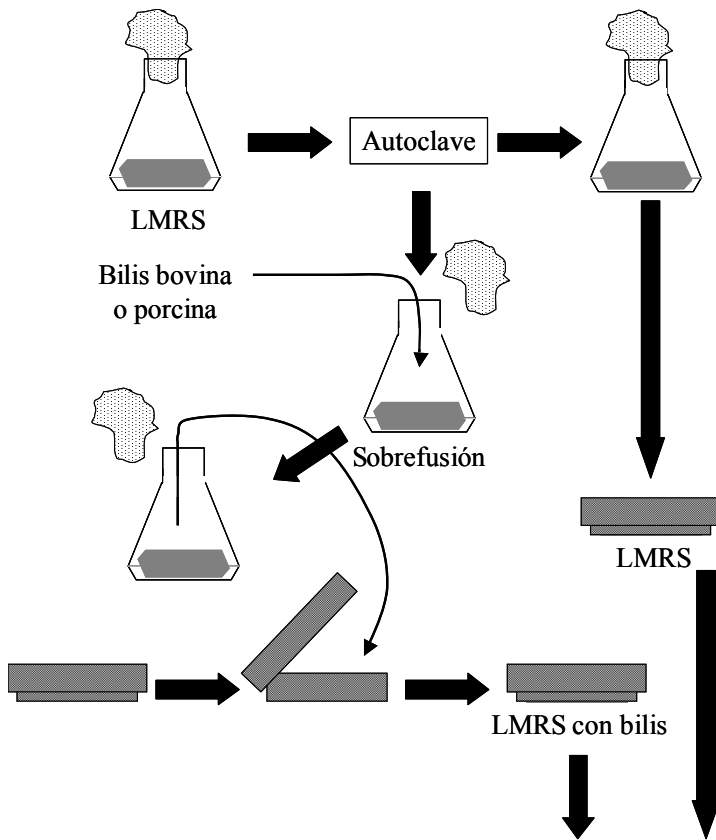 Autoclave
LMRS
Bilis bovina
o porcina
Sobrefusión
LMRS
LMRS con bilis